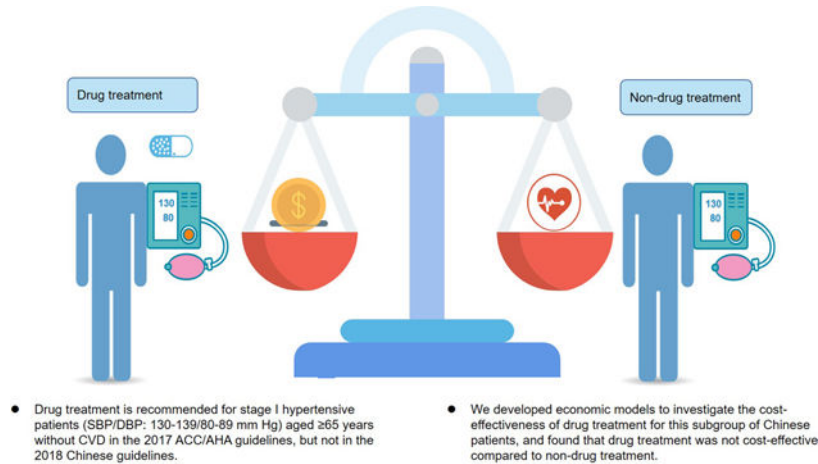 Drug treatment
Non-drug treatment
130
80
$
130
80
● Drug treatment is recommended for stage I hypertensive
patients (SBP/DBP: 130-139/80-89 mm Hg) aged ≥65 years
without CVD in the 2017 ACC/AHA guidelines, but not in the
2018 Chinese guidelines.
● We developed economic models to investigate the cost-
effectiveness of drug treatment for this subgroup of Chinese
patients, and found that drug treatment was not cost-effective
compared to non-drug treatment.